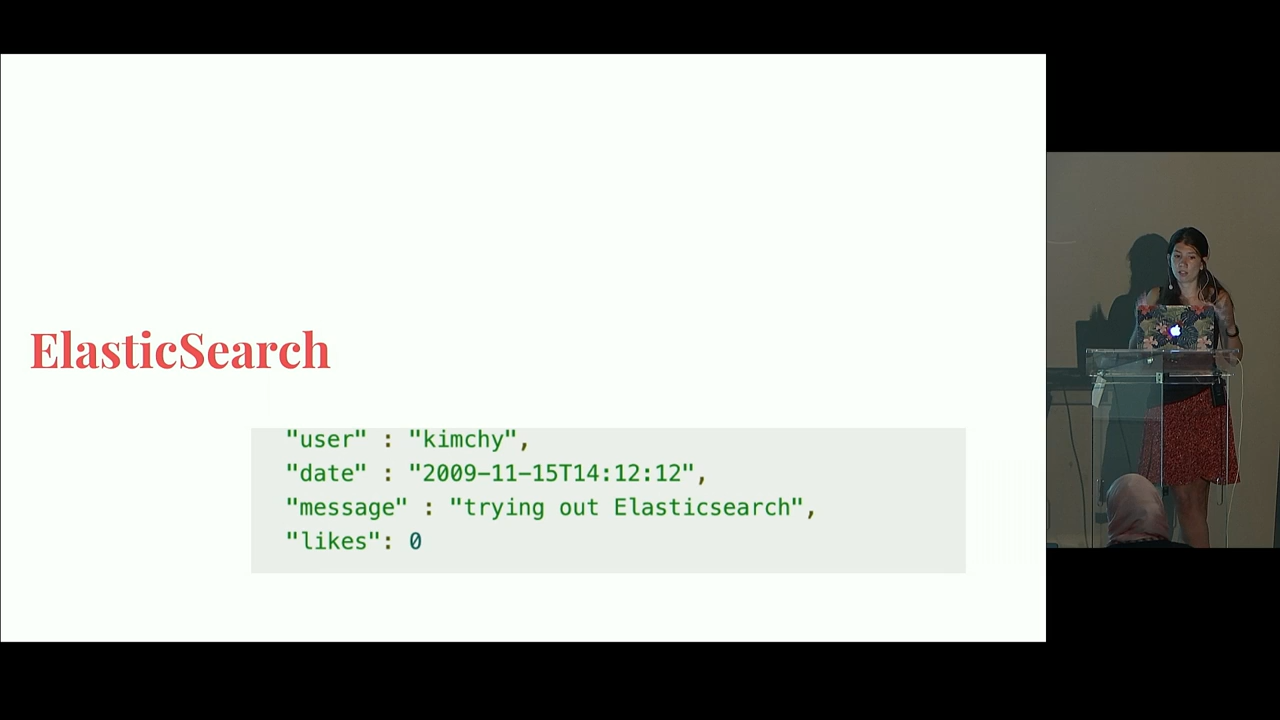 ElasticSearch
"user" : "kimchy",
"date" : "2009-11-15T14:12:12",
"message" : "trying out Elasticsearch",
"likes": 0